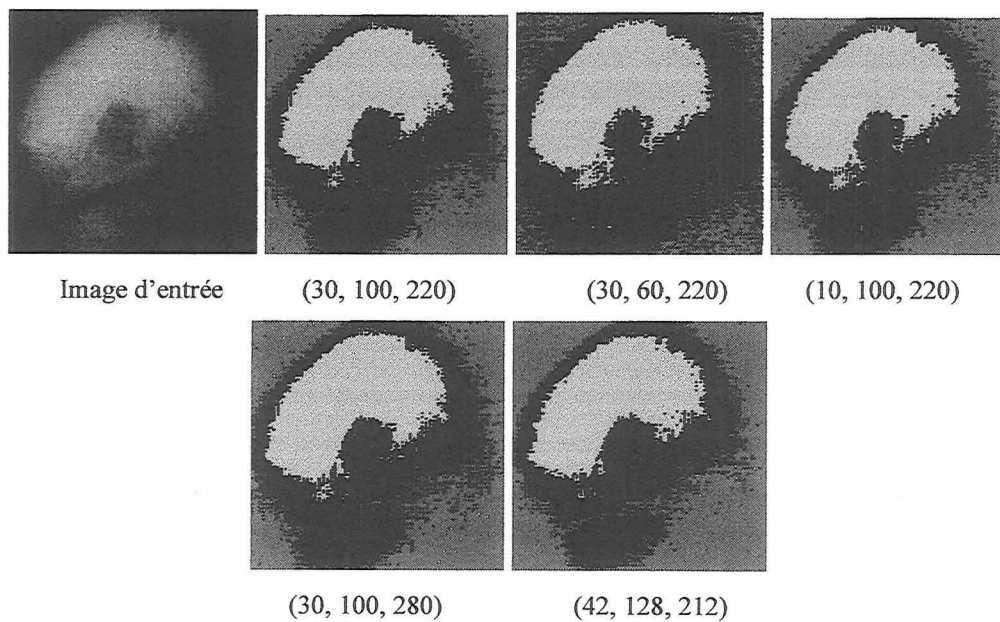 Image d'entrée (30, 100, 220) (30, 60, 220) (10, 100, 220)
(30, 100, 280) (42, 128, 212)